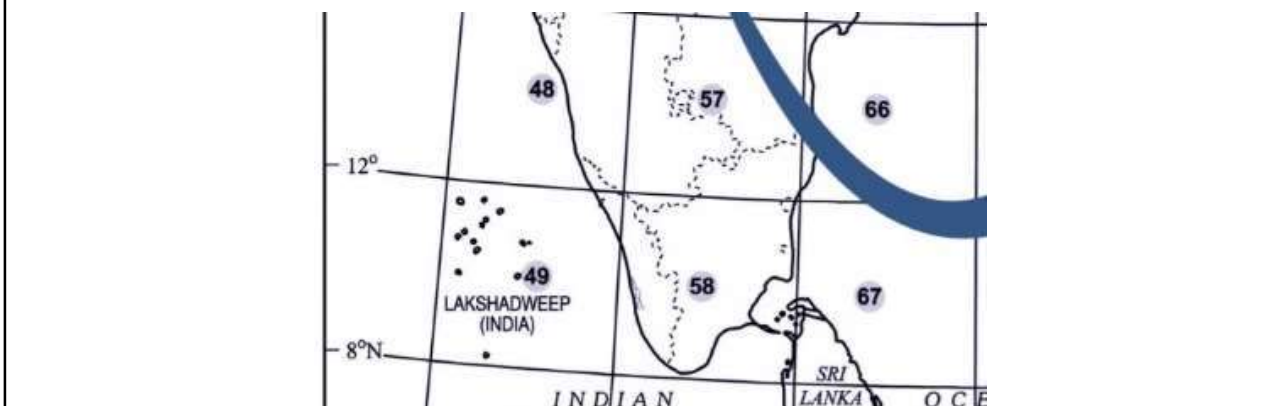 48
57
66
12°
49
58
67
LAKSHADWEEP
(INDIA)
8°N
SRI
LANKA
INDIAN
OCE